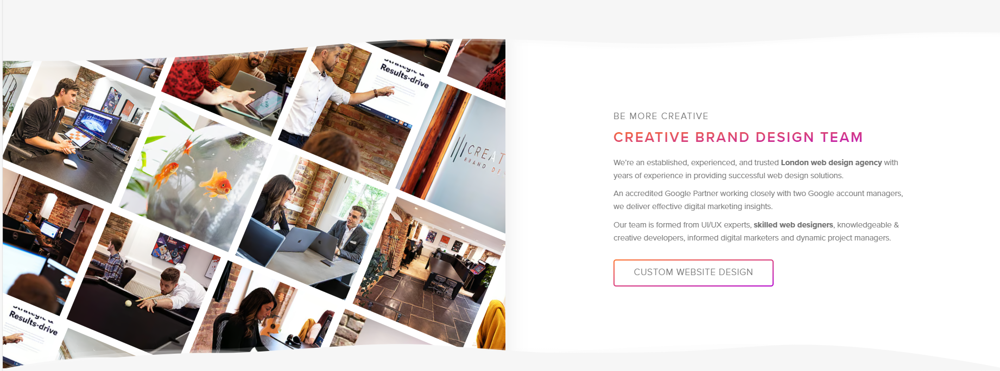 Strategic &
Results-drive
CREAT
BRAND DE
Strategic &
Results-drive
BE MORE CREATIVE
CREATIVE BRAND DESIGN TEAM
We’re an established, experienced, and trusted London web design agency with
years of experience in providing successful web design solutions.
An accredited Google Partner working closely with two Google account managers,
we deliver effective digital marketing insights.
Our team is formed from UI/UX experts, skilled web designers, knowledgeable &
creative developers, informed digital marketers and dynamic project managers.
CUSTOM WEBSITE DESIGN